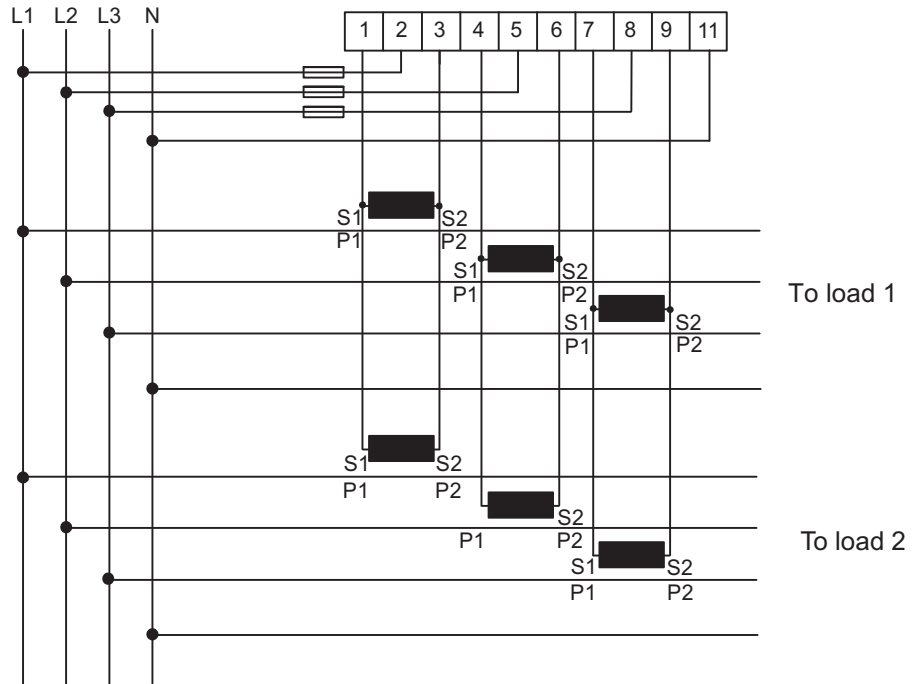 L1 L2 L3 N
1 2 3 4 5 6 7 8 9 11
S1 S2
P1 P2
S1 S2
P1 P2
To load 1
S1 S2
P1 P2
S1 S2
P1 P2
S2
P1 P2
To load 2
S1 S2
P1 P2